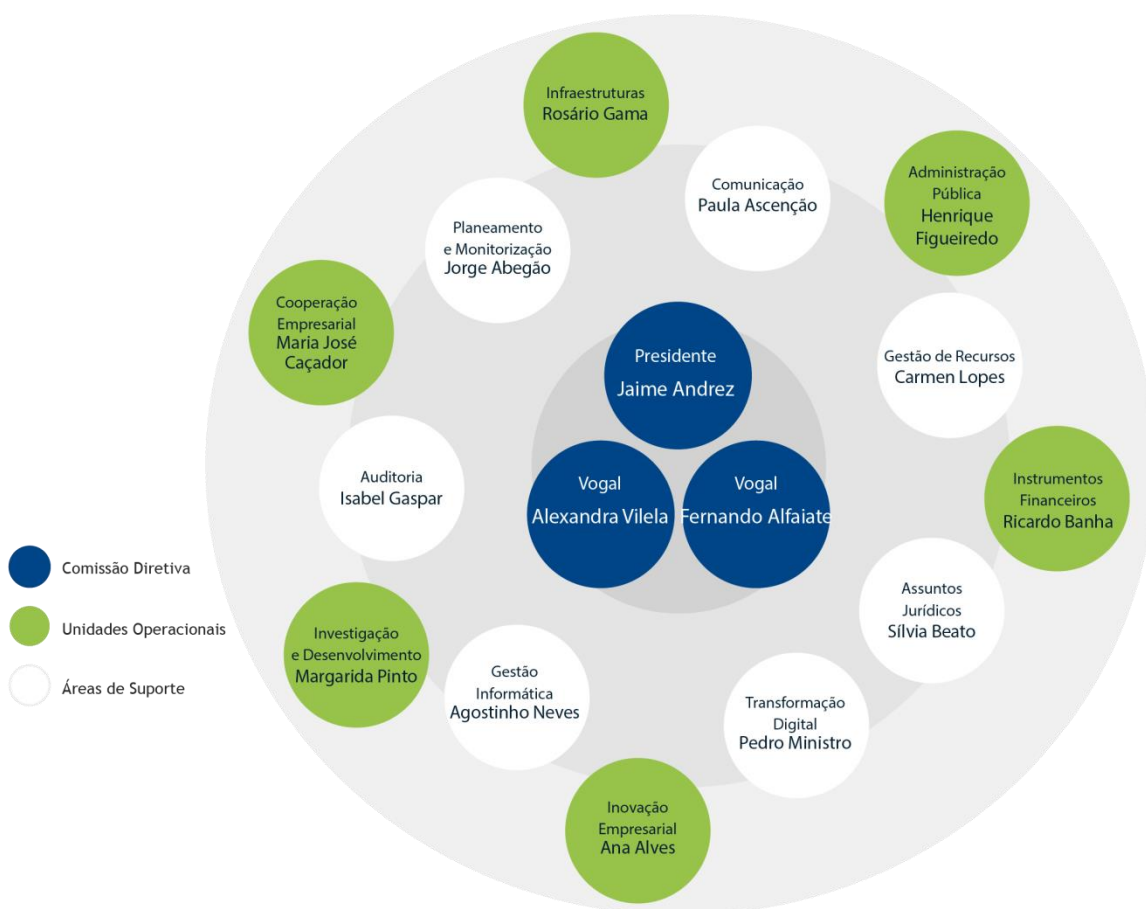 Infraestruturas
Rosário Gama
Comunicação
Paula Ascenção
Administração
Pública
Henrique
Figueiredo
Planeamento
e Monitorização
Jorge Abegão
Cooperação
Empresarial
Maria José
Caçador
Presidente
Jaime Andrez
Gestão de Recursos
Carmen Lopes
Auditoria
Isabel Gaspar
Vogal
Alexandra Vilela
Vogal
Fernando Alfaiate
Instrumentos
Financeiros
Ricardo Banha
Comissão Diretiva
Unidades Operacionais
Áreas de Suporte
Assuntos
Jurídicos
Sílvia Beato
Investigação
e Desenvolvimento
Margarida Pinto
Gestão
Informática
Agostinho Neves
Transformação
Digital
Pedro Ministro
Inovação
Empresarial
Ana Alves